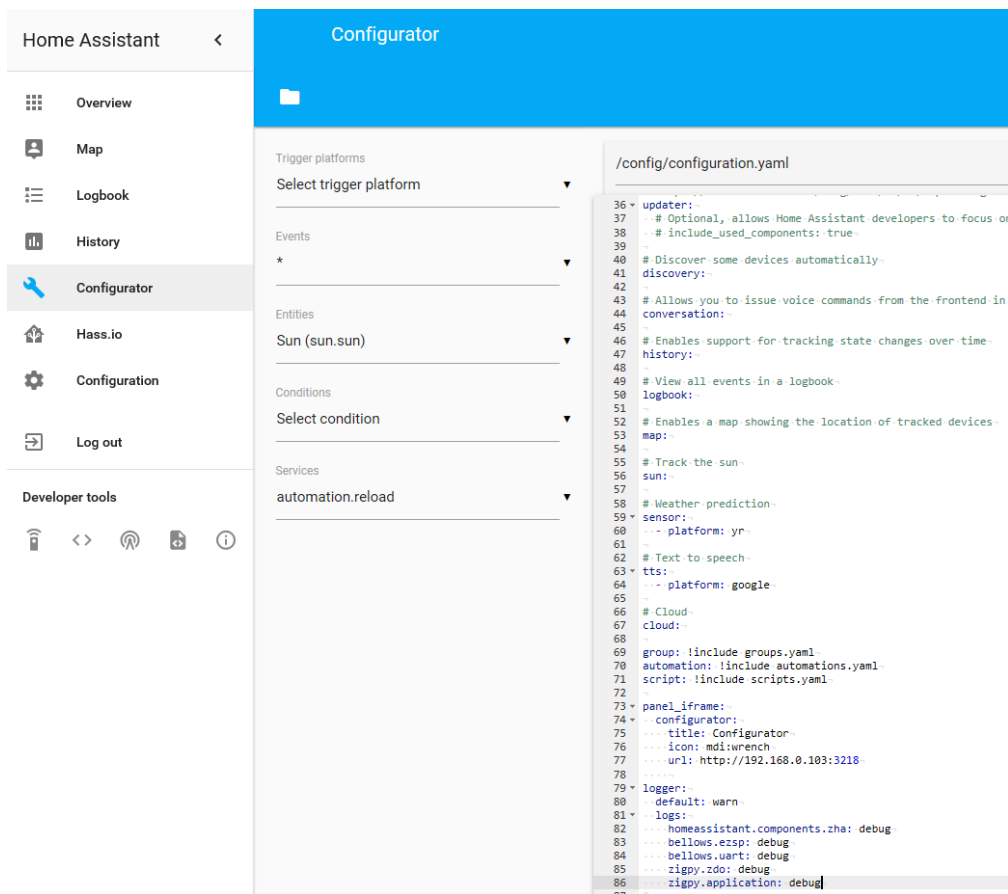 Home Assistant
Configurator
Overview
Map
Logbook
History
Configurator
Hass.io
Configuration
Log out
Developer tools
Trigger platforms
Select trigger platform
Events
*
Entities
Sun (sun.sun)
Conditions
Select condition
Services
automation.reload
/config/configuration.yaml
36 updater:
37   # Optional, allows Home Assistant developers to focus on
38   # include_used_components: true
39
40 # Discover some devices automatically
41 discovery:
42
43 # Allows you to issue voice commands from the frontend in
44 conversation:
45
46 # Enables support for tracking state changes over time
47 history:
48
49 # View all events in a logbook
50 logbook:
51
52 # Enables a map showing the location of tracked devices
53 map:
54
55 # Track the sun
56 sun:
57
58 # Weather prediction
59 sensor:
60   - platform: yr
61
62 # Text to speech
63 tts:
64   - platform: google
65
66 # Cloud
67 cloud:
68
69 group: !include groups.yaml
70 automation: !include automations.yaml
71 script: !include scripts.yaml
72
73 panel_iframe:
74   configurator:
75     title: Configurator
76     icon: mdi:wrench
77     url: http://192.168.0.103:3218
78
79 logger:
80   default: warn
81   logs:
82     homeassistant.components.zha: debug
83     bellows.ezsp: debug
84     bellows.uart: debug
85     zigpy.zdo: debug
86     zigpy.application: debug